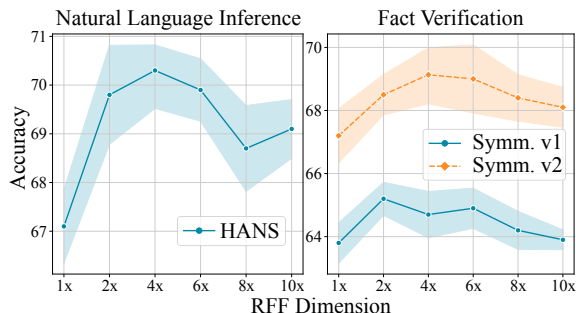 Natural Language Inference
Fact Verification
Accuracy
71
70
69
68
67
HANS
1x 2x 4x 6x 8x 10x
70
68
66
64
Symm. v1
Symm. v2
1x 2x 4x 6x 8x 10x
RFF Dimension